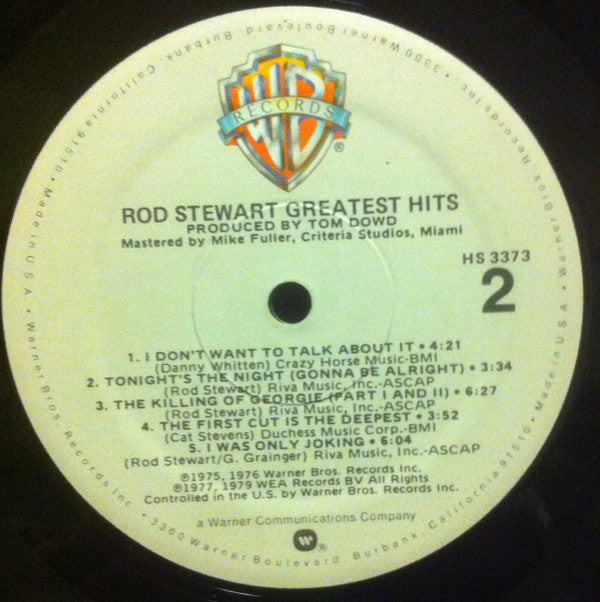 WB
RECORDS
®
ROD STEWART GREATEST HITS
PRODUCED BY TOM DOWD
Mastered by Mike Fuller, Criteria Studios, Miami
HS 3373
2
1. I DON'T WANT TO TALK ABOUT IT • 4:21
(Danny Whitten) Crazy Horse Music-BMI
2. TONIGHT'S THE NIGHT (GONNA BE ALRIGHT) • 3:34
(Rod Stewart) Riva Music, Inc.-ASCAP
3. THE KILLING OF GEORGIE (PART I AND II) • 6:27
(Rod Stewart) Riva Music, Inc.-ASCAP
4. THE FIRST CUT IS THE DEEPEST • 3:52
(Cat Stevens) Duchess Music Corp.-BMI
5. I WAS ONLY JOKING • 6:04
(Rod Stewart/G. Grainger) Riva Music, Inc.-ASCAP
℗1975, 1976 Warner Bros. Records Inc.
℗1977, 1979 WEA Records BV All Rights
Controlled in the U.S. by Warner Bros. Records Inc.
a Warner Communications Company
®
Warner Bros. Records Inc. • 3300 Warner Boulevard Burbank, California 91510 • Made in U.S.A. •
Warner Bros. Records Inc. • 3300 Warner Boulevard Burbank, California 91510 • Made in U.S.A. •